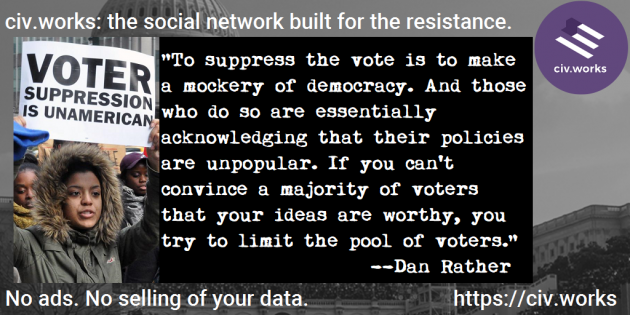 civ.works: the social network built for the resistance.
civ.works
VOTER
SUPPRESSION
IS UNAMERICAN
"To suppress the vote is to make
a mockery of democracy. And those
who do so are essentially
acknowledging that their policies
are unpopular. If you can't
convince a majority of voters
that your ideas are worthy, you
try to limit the pool of voters."
--Dan Rather
No ads. No selling of your data.
https://civ.works